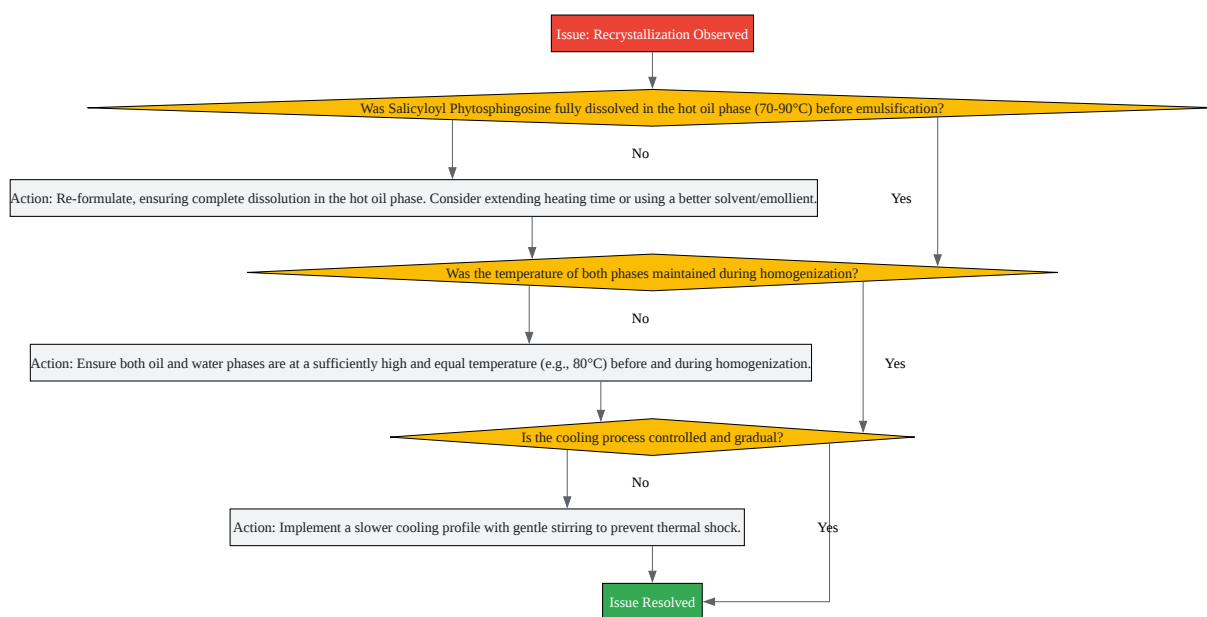 Issue: Recrystallization Observed
Was Salicyloyl Phytosphingosine fully dissolved in the hot oil phase (70-90°C) before emulsification?
No
Action: Re-formulate, ensuring complete dissolution in the hot oil phase. Consider extending heating time or using a better solvent/emollient.
Yes
Was the temperature of both phases maintained during homogenization?
No
Action: Ensure both oil and water phases are at a sufficiently high and equal temperature (e.g., 80°C) before and during homogenization.
Yes
Is the cooling process controlled and gradual?
No
Action: Implement a slower cooling profile with gentle stirring to prevent thermal shock.
Yes
Issue Resolved